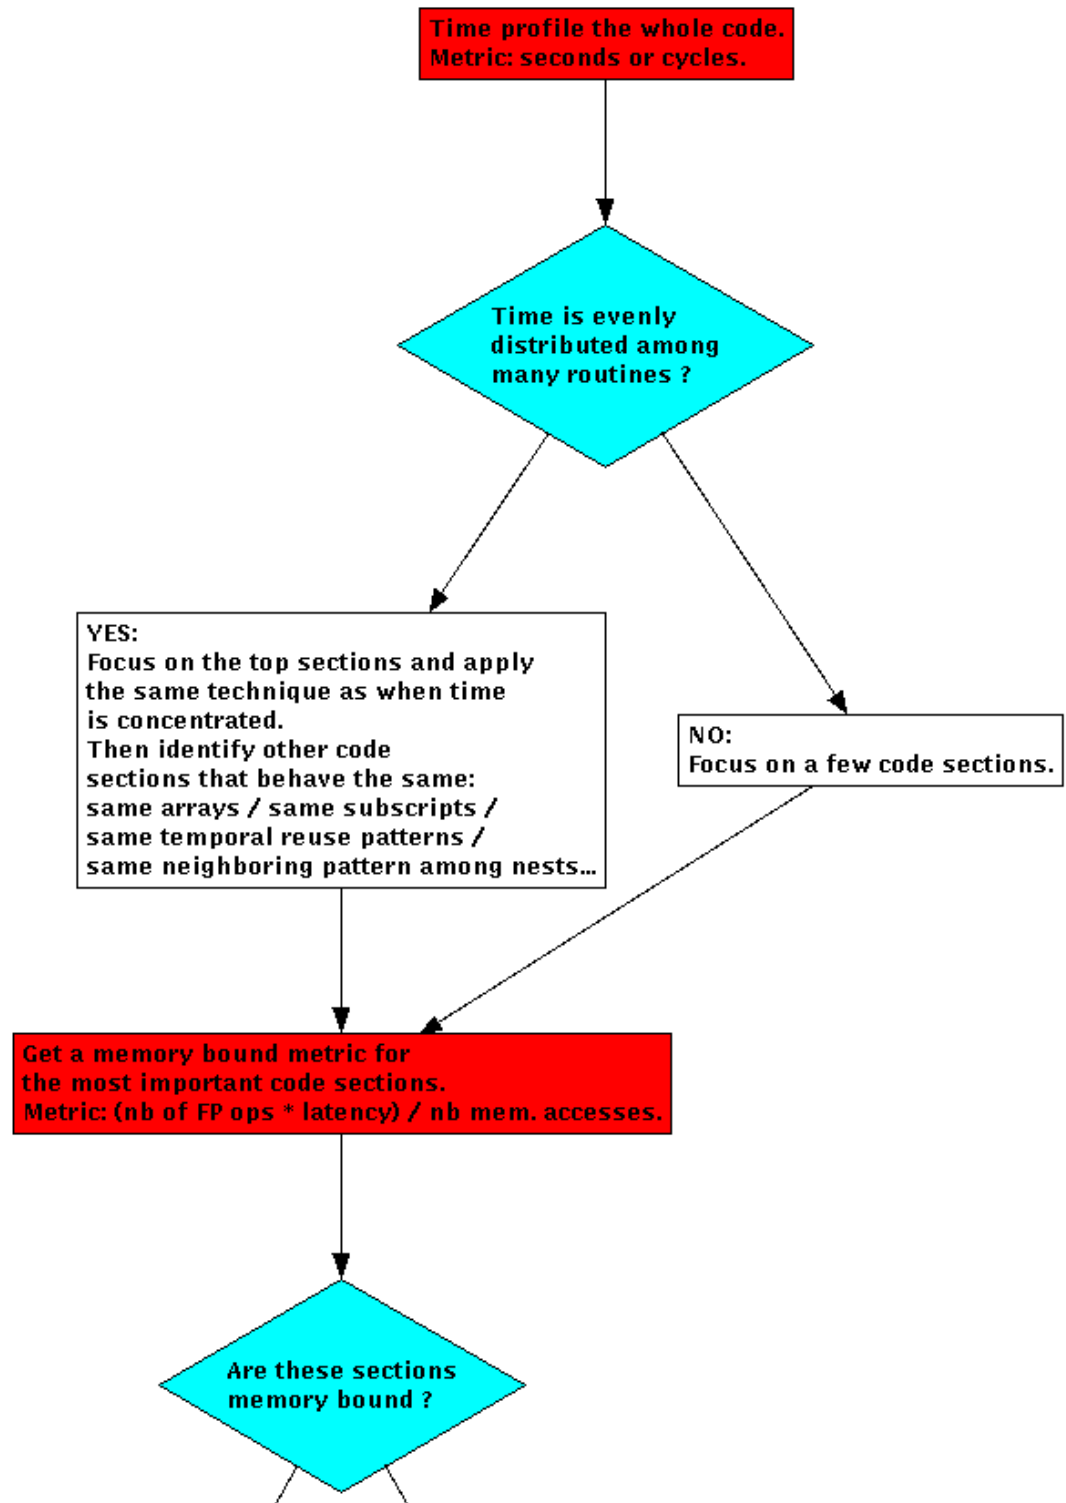 Time profile the whole code.
Metric: seconds or cycles.
Time is evenly
distributed among
many routines ?
YES:
Focus on the top sections and apply
the same technique as when time
is concentrated.
Then identify other code
sections that behave the same:
same arrays / same subscripts /
same temporal reuse patterns /
same neighboring pattern among nests...
NO:
Focus on a few code sections.
Get a memory bound metric for
the most important code sections.
Metric: (nb of FP ops * latency) / nb mem. accesses.
Are these sections
memory bound ?